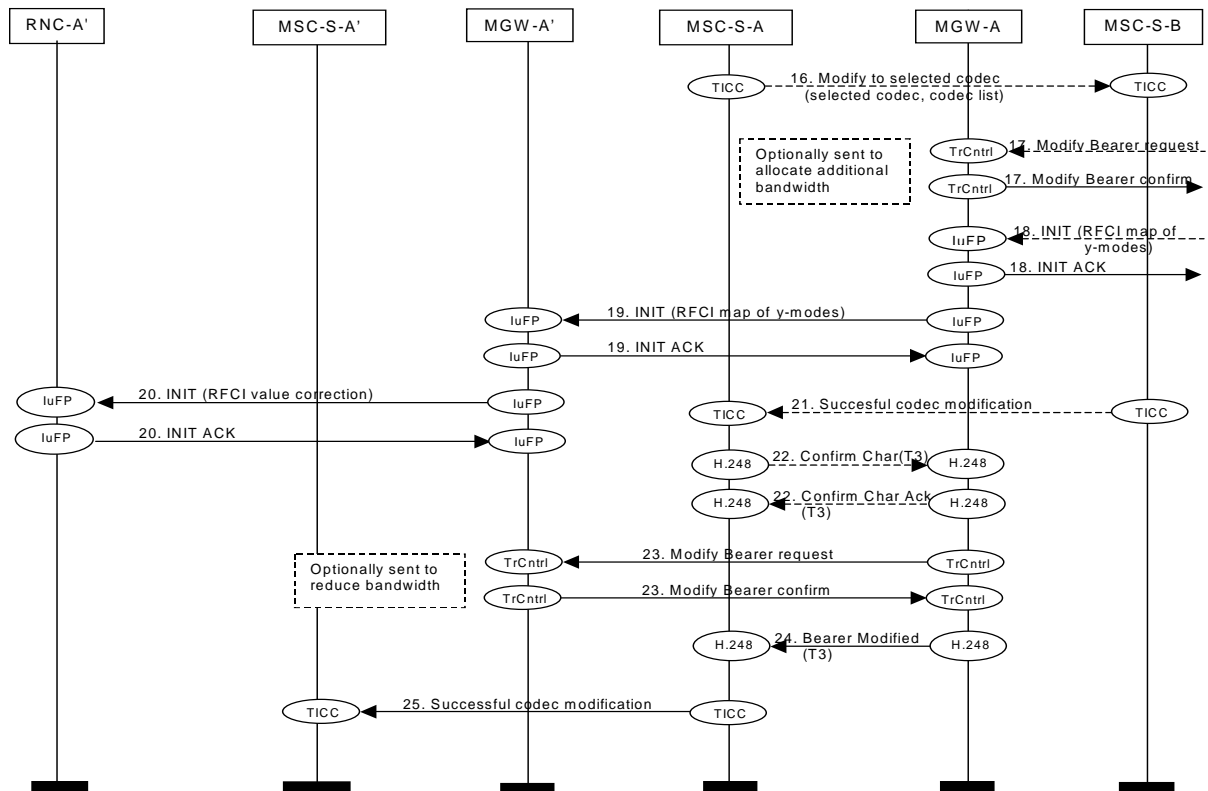 RNC-A'
MSC-S-A'
MGW-A'
MSC-S-A
MGW-A
MSC-S-B
TICC
16. Modify to selected codec
(selected codec, codec list)
TICC
Optionally sent to
allocate additional
bandwidth
TrCntrl
17. Modify Bearer request
TrCntrl
17. Modify Bearer confirm
IuFP
18. INIT (RFCI map of
y-modes)
IuFP
18. INIT ACK
IuFP
19. INIT (RFCI map of y-modes)
IuFP
IuFP
19. INIT ACK
IuFP
IuFP
20. INIT (RFCI value correction)
IuFP
TICC
21. Succesful codec modification
TICC
IuFP
20. INIT ACK
IuFP
H.248
22. Confirm Char(T3)
H.248
H.248
22. Confirm Char Ack
(T3)
H.248
Optionally sent to
reduce bandwidth
TrCntrl
23. Modify Bearer request
TrCntrl
TrCntrl
23. Modify Bearer confirm
TrCntrl
H.248
24. Bearer Modified
(T3)
H.248
TICC
25. Successful codec modification
TICC